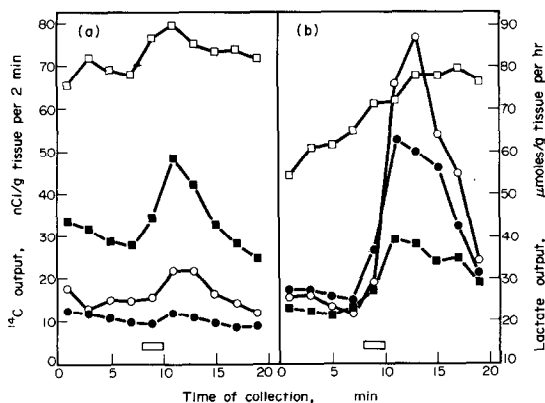 (a)
(b)
80
70
60
50
40
30
20
10
0
90
80
70
60
50
40
30
20
10
0 5 10 15 20
0 5 10 15 20
¹⁴C output, nCi/g tissue per 2 min
Lactate output, μmoles/g tissue per hr
Time of collection, min